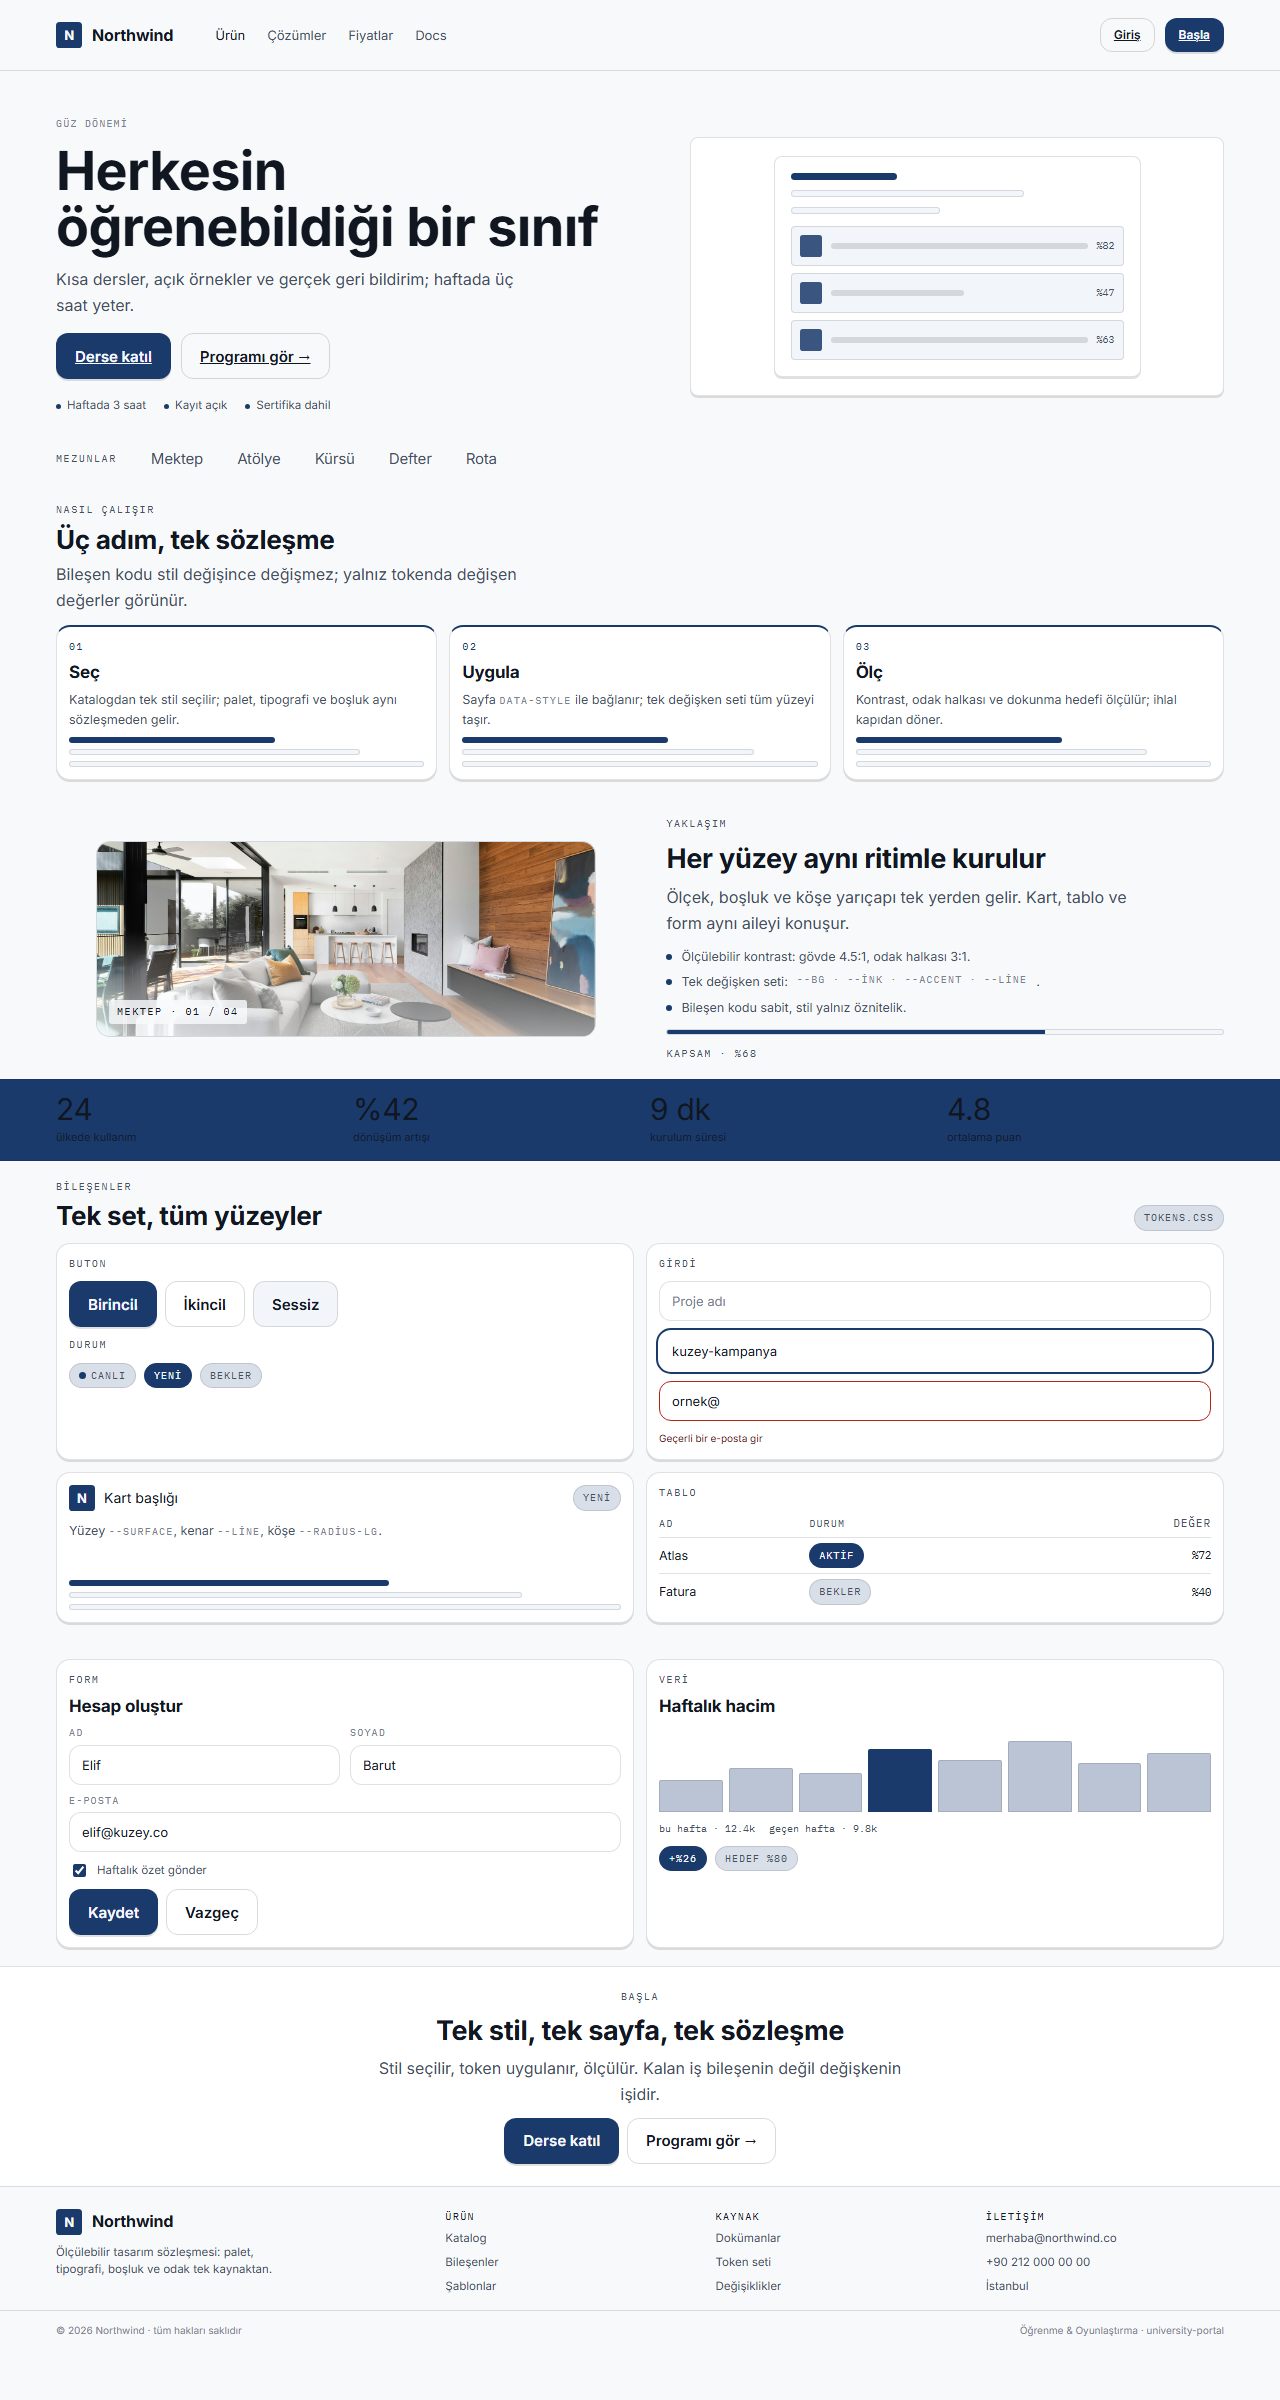 N Northwind Ürün Çözümler Fiyatlar Docs Giriş Başla
GÜZ DÖNEMİ
Herkesin
öğrenebildiği bir sınıf
Kısa dersler, açık örnekler ve gerçek geri bildirim; haftada üç
saat yeter.
Derse katıl Programı gör →
Haftada 3 saat Kayıt açık Sertifika dahil
%82
%47
%63
MEZUNLAR Mektep Atölye Kürsü Defter Rota
NASIL ÇALIŞIR
Üç adım, tek sözleşme
Bileşen kodu stil değişince değişmez; yalnız tokenda değişen
değerler görünür.
01
Seç
Katalogdan tek stil seçilir; palet, tipografi ve boşluk aynı
sözleşmeden gelir.
02
Uygula
Sayfa DATA-STYLE ile bağlanır; tek değişken seti tüm yüzeyi
taşır.
03
Ölç
Kontrast, odak halkası ve dokunma hedefi ölçülür; ihlal
kapıdan döner.
MEKTEP · 01 / 04
YAKLAŞIM
Her yüzey aynı ritimle kurulur
Ölçek, boşluk ve köşe yarıçapı tek yerden gelir. Kart, tablo ve
form aynı aileyi konuşur.
Ölçülebilir kontrast: gövde 4.5:1, odak halkası 3:1.
Tek değişken seti: --BG · --İNK · --ACCENT · --LİNE .
Bileşen kodu sabit, stil yalnız öznitelik.
KAPSAM · %68
24 %42 9 dk 4.8
ülkede kullanım dönüşüm artışı kurulum süresi ortalama puan
BİLEŞENLER
Tek set, tüm yüzeyler
TOKENS.CSS
BUTON
Birincil İkincil Sessiz
DURUM
CANLI YENİ BEKLER
GİRDİ
Proje adı
kuzey-kampanya
ornek@
Geçerli bir e-posta gir
N Kart başlığı YENİ
Yüzey --SURFACE, kenar --LİNE, köşe --RADİUS-LG.
TABLO
AD DURUM DEĞER
Atlas AKTİF %72
Fatura BEKLER %40
FORM
Hesap oluştur
AD SOYAD
Elif Barut
E-POSTA
elif@kuzey.co
Haftalık özet gönder
Kaydet Vazgeç
VERİ
Haftalık hacim
bu hafta · 12.4k geçen hafta · 9.8k
+%26 HEDEF %80
BAŞLA
Tek stil, tek sayfa, tek sözleşme
Stil seçilir, token uygulanır, ölçülür. Kalan iş bileşenin değil değişkenin
işidir.
Derse katıl Programı gör →
N Northwind
Ölçülebilir tasarım sözleşmesi: palet,
tipografi, boşluk ve odak tek kaynaktan.
ÜRÜN
Katalog
Bileşenler
Şablonlar
KAYNAK
Dokümanlar
Token seti
Değişiklikler
İLETİŞİM
merhaba@northwind.co
+90 212 000 00 00
İstanbul
© 2026 Northwind · tüm hakları saklıdır
Öğrenme & Oyunlaştırma · university-portal